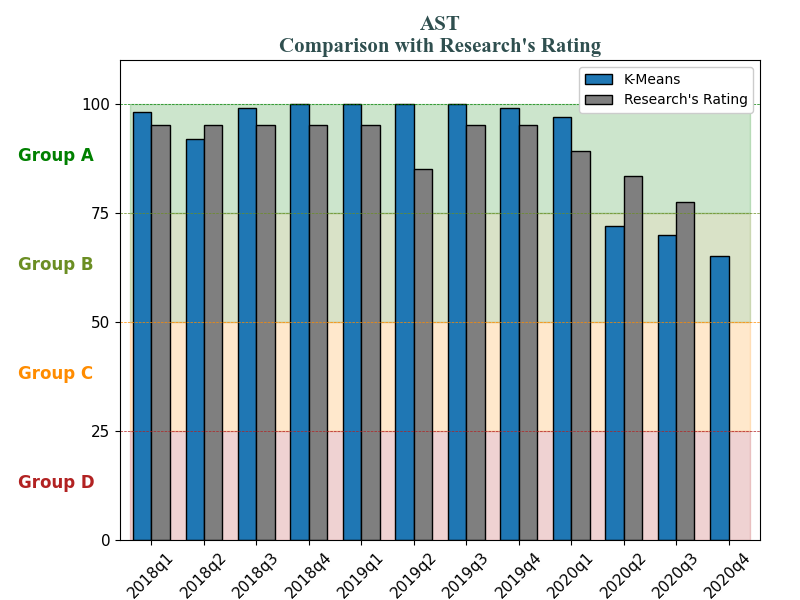 AST
Comparison with Research's Rating
K-Means
Research's Rating
100
Group A
75
Group B
50
Group C
25
Group D
0
2018q1
2018q2
2018q3
2018q4
2019q1
2019q2
2019q3
2019q4
2020q1
2020q2
2020q3
2020q4